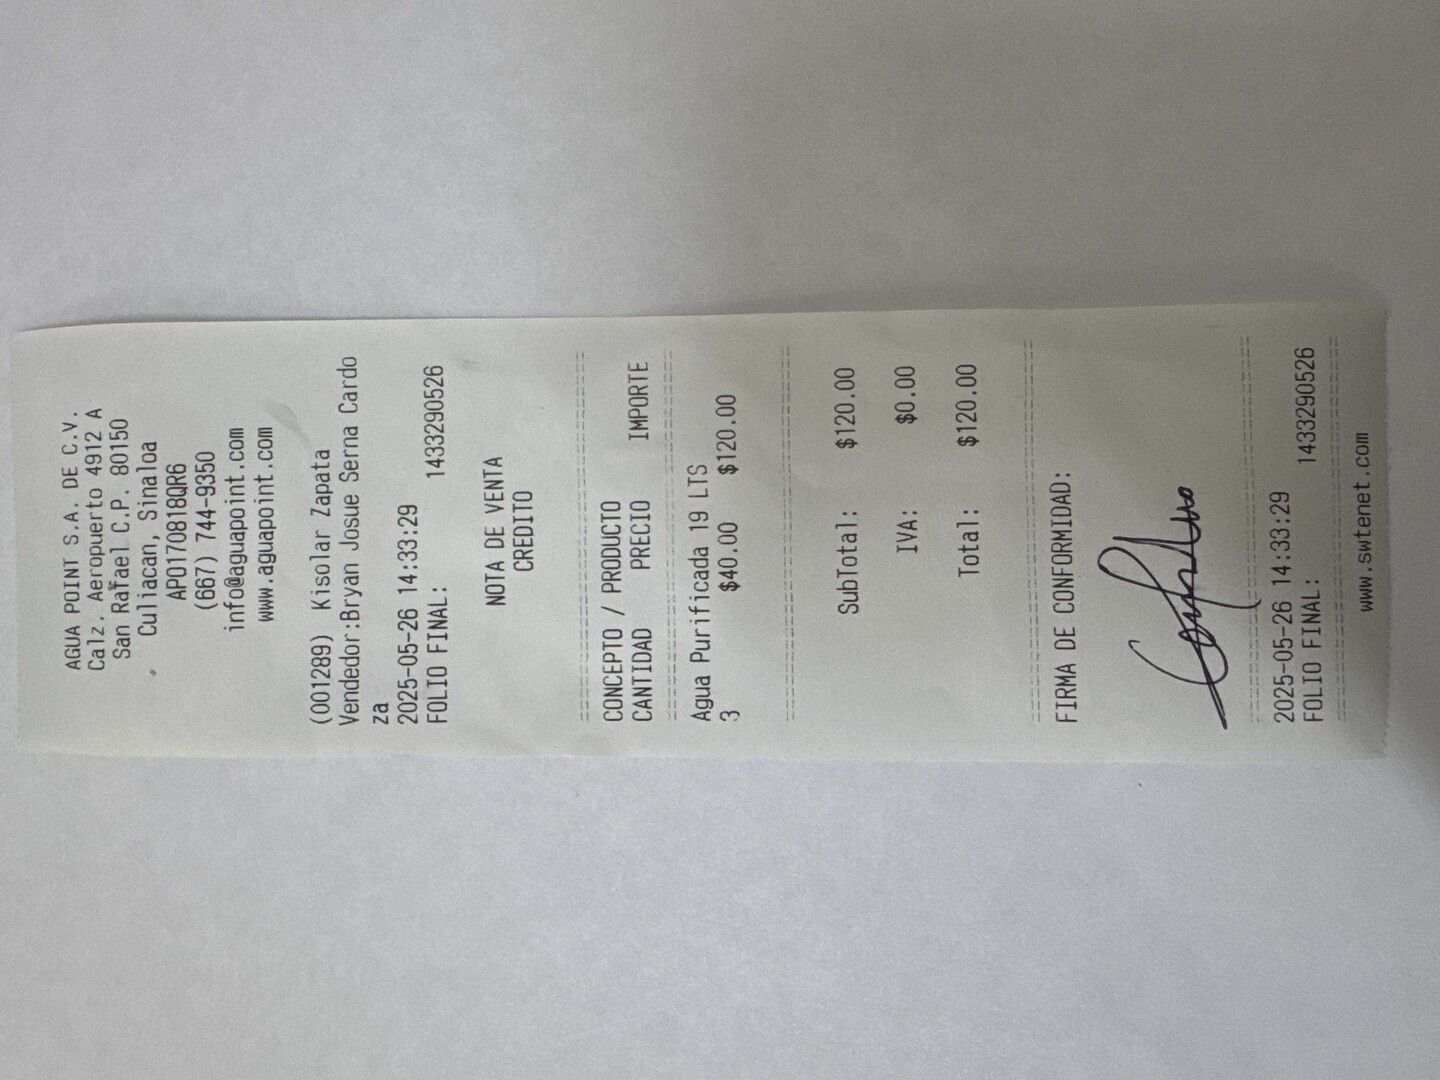 AGUA POINT S.A. DE C.V.
Calz. Aeropuerto 4912 A
San Rafael C.P. 80150
Culiacan, Sinaloa
APO170818QR6
(667) 744-9350
info@aguapoint.com
www.aguapoint.com
(001289) Kisolar Zapata
Vendedor:Bryan Josue Serna Cardo
za
2025-05-26 14:33:29
FOLIO FINAL: 1433290526
NOTA DE VENTA
CREDITO
CONCEPTO / PRODUCTO
CANTIDAD PRECIO IMPORTE
Agua Purificada 19 LTS
3 $40.00 $120.00
SubTotal: $120.00
IVA: $0.00
Total: $120.00
FIRMA DE CONFORMIDAD:
2025-05-26 14:33:29
FOLIO FINAL: 1433290526
www.swtenet.com